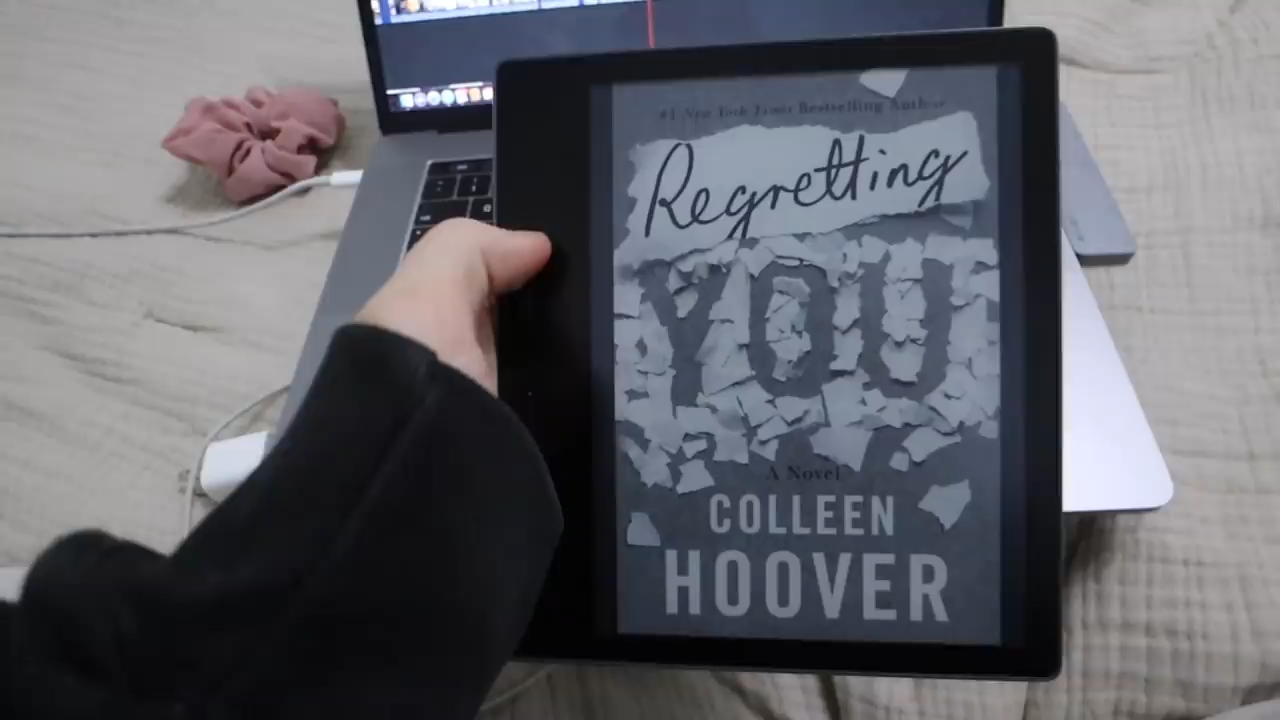 #1 New York Times Bestselling Author
Regretting
YOU
A Novel
COLLEEN
HOOVER